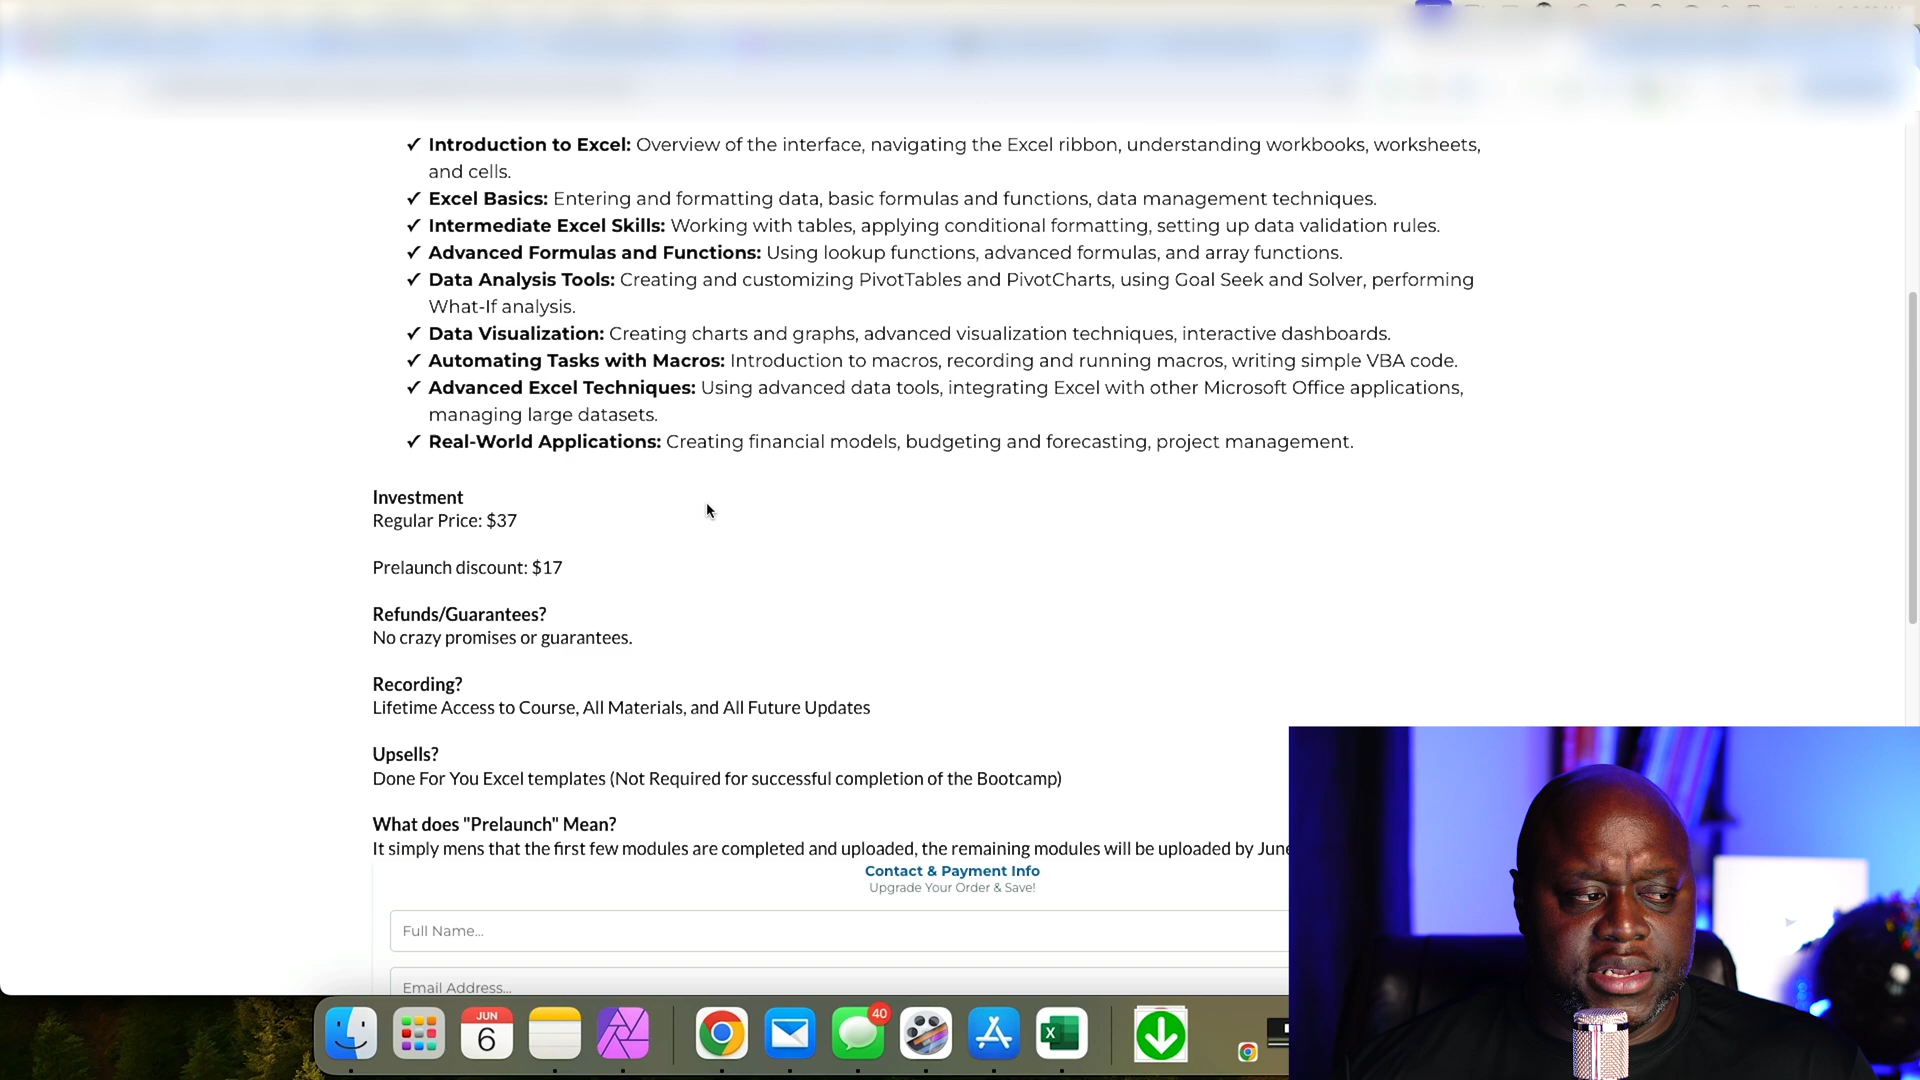 ✓ Introduction to Excel: Overview of the interface, navigating the Excel ribbon, understanding workbooks, worksheets,
and cells.
✓ Excel Basics: Entering and formatting data, basic formulas and functions, data management techniques.
✓ Intermediate Excel Skills: Working with tables, applying conditional formatting, setting up data validation rules.
✓ Advanced Formulas and Functions: Using lookup functions, advanced formulas, and array functions.
✓ Data Analysis Tools: Creating and customizing PivotTables and PivotCharts, using Goal Seek and Solver, performing
What-If analysis.
✓ Data Visualization: Creating charts and graphs, advanced visualization techniques, interactive dashboards.
✓ Automating Tasks with Macros: Introduction to macros, recording and running macros, writing simple VBA code.
✓ Advanced Excel Techniques: Using advanced data tools, integrating Excel with other Microsoft Office applications,
managing large datasets.
✓ Real-World Applications: Creating financial models, budgeting and forecasting, project management.
Investment
Regular Price: $37
Prelaunch discount: $17
Refunds/Guarantees?
No crazy promises or guarantees.
Recording?
Lifetime Access to Course, All Materials, and All Future Updates
Upsells?
Done For You Excel templates (Not Required for successful completion of the Bootcamp)
What does "Prelaunch" Mean?
It simply mens that the first few modules are completed and uploaded, the remaining modules will be uploaded by June
Contact & Payment Info
Upgrade Your Order & Save!
Full Name...
Email Address...
JUN
6
40
X